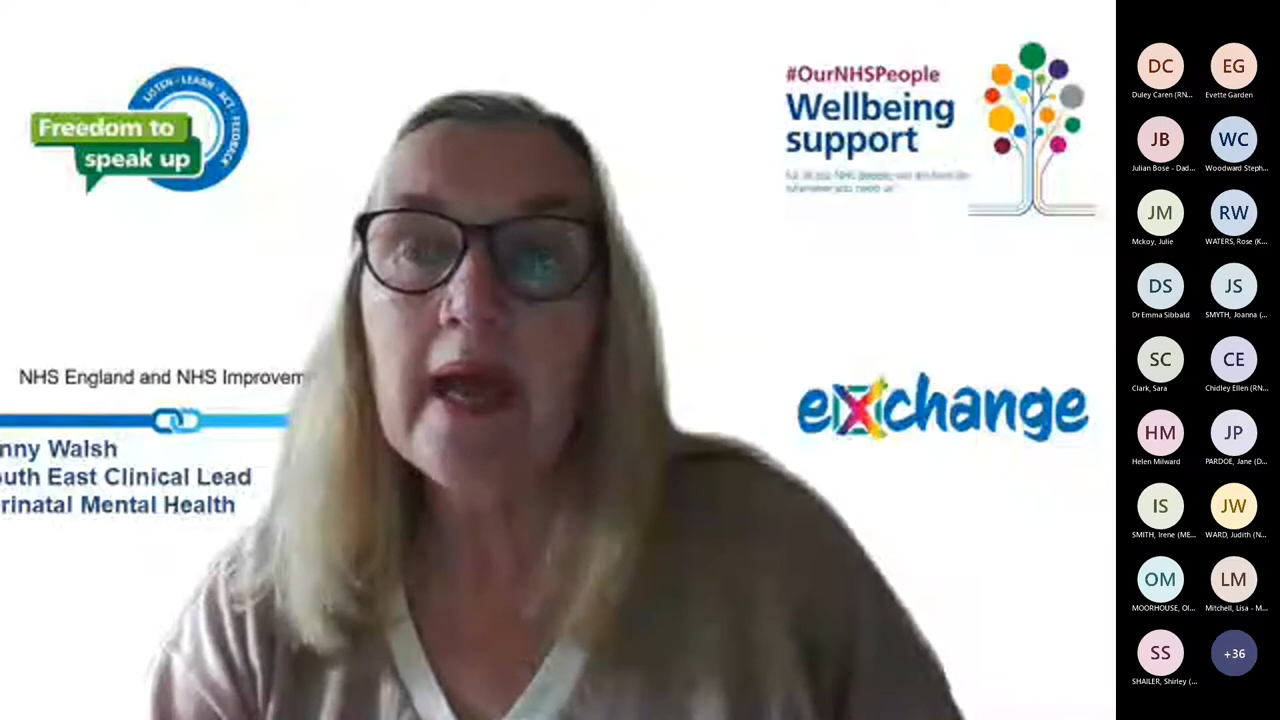 LISTEN - LEARN - ACT - FEEDBACK
Freedom to
speak up
#OurNHSPeople
Wellbeing
support
NHS England and NHS Improvem
nny Walsh
outh East Clinical Lead
rinatal Mental Health
exchange
DC
EG
Duley Caren (RN...
Evette Garden
JB
WC
Julian Bose - Dad...
Woodward Steph...
JM
RW
Mckoy, Julie
WATERS, Rose (K...
DS
JS
Dr Emma Sibbald
SMYTH, Joanna (...
SC
CE
Clark, Sara
Chidley Ellen (RN...
HM
JP
Helen Milward
PARDOE, Jane (D...
IS
JW
SMITH, Irene (ME...
WARD, Judith (N...
OM
LM
MOORHOUSE, Ol...
Mitchell, Lisa - M...
SS
+36
SHAILER, Shirley (...